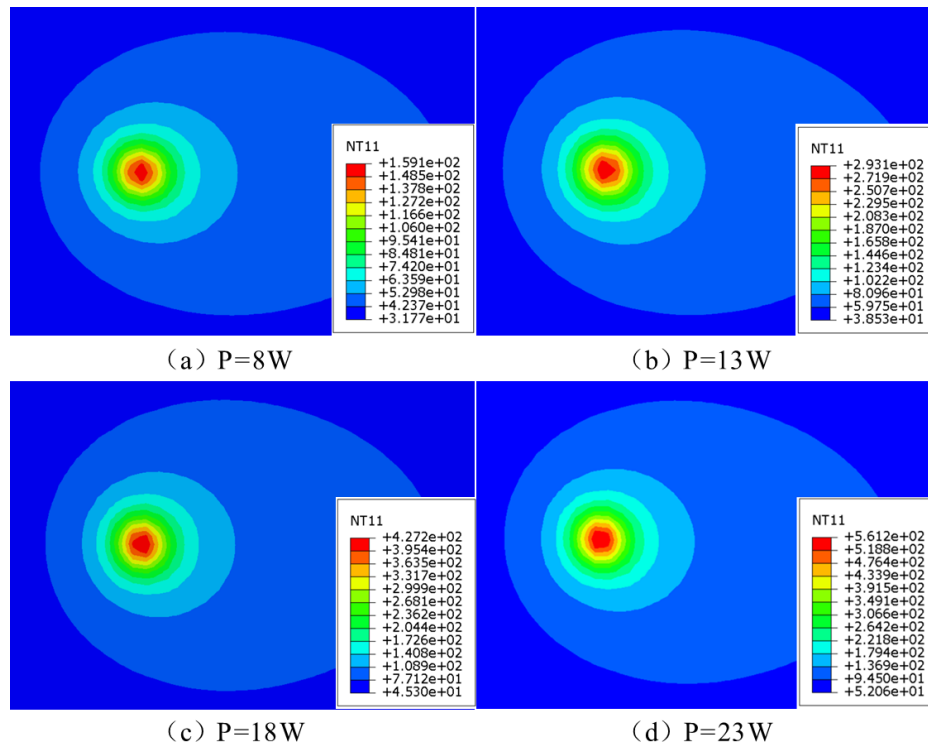 NT11
+1.591e+02
+1.485e+02
+1.378e+02
+1.272e+02
+1.166e+02
+1.060e+02
+9.541e+01
+8.481e+01
+7.420e+01
+6.359e+01
+5.298e+01
+4.237e+01
+3.177e+01
(a) P=8W
NT11
+2.931e+02
+2.719e+02
+2.507e+02
+2.295e+02
+2.083e+02
+1.870e+02
+1.658e+02
+1.446e+02
+1.234e+02
+1.022e+02
+8.096e+01
+5.975e+01
+3.853e+01
(b) P=13W
NT11
+4.272e+02
+3.954e+02
+3.635e+02
+3.317e+02
+2.999e+02
+2.681e+02
+2.362e+02
+2.044e+02
+1.726e+02
+1.408e+02
+1.089e+02
+7.712e+01
+4.530e+01
(c) P=18W
NT11
+5.612e+02
+5.188e+02
+4.764e+02
+4.339e+02
+3.915e+02
+3.491e+02
+3.066e+02
+2.642e+02
+2.218e+02
+1.794e+02
+1.369e+02
+9.450e+01
+5.206e+01
(d) P=23W